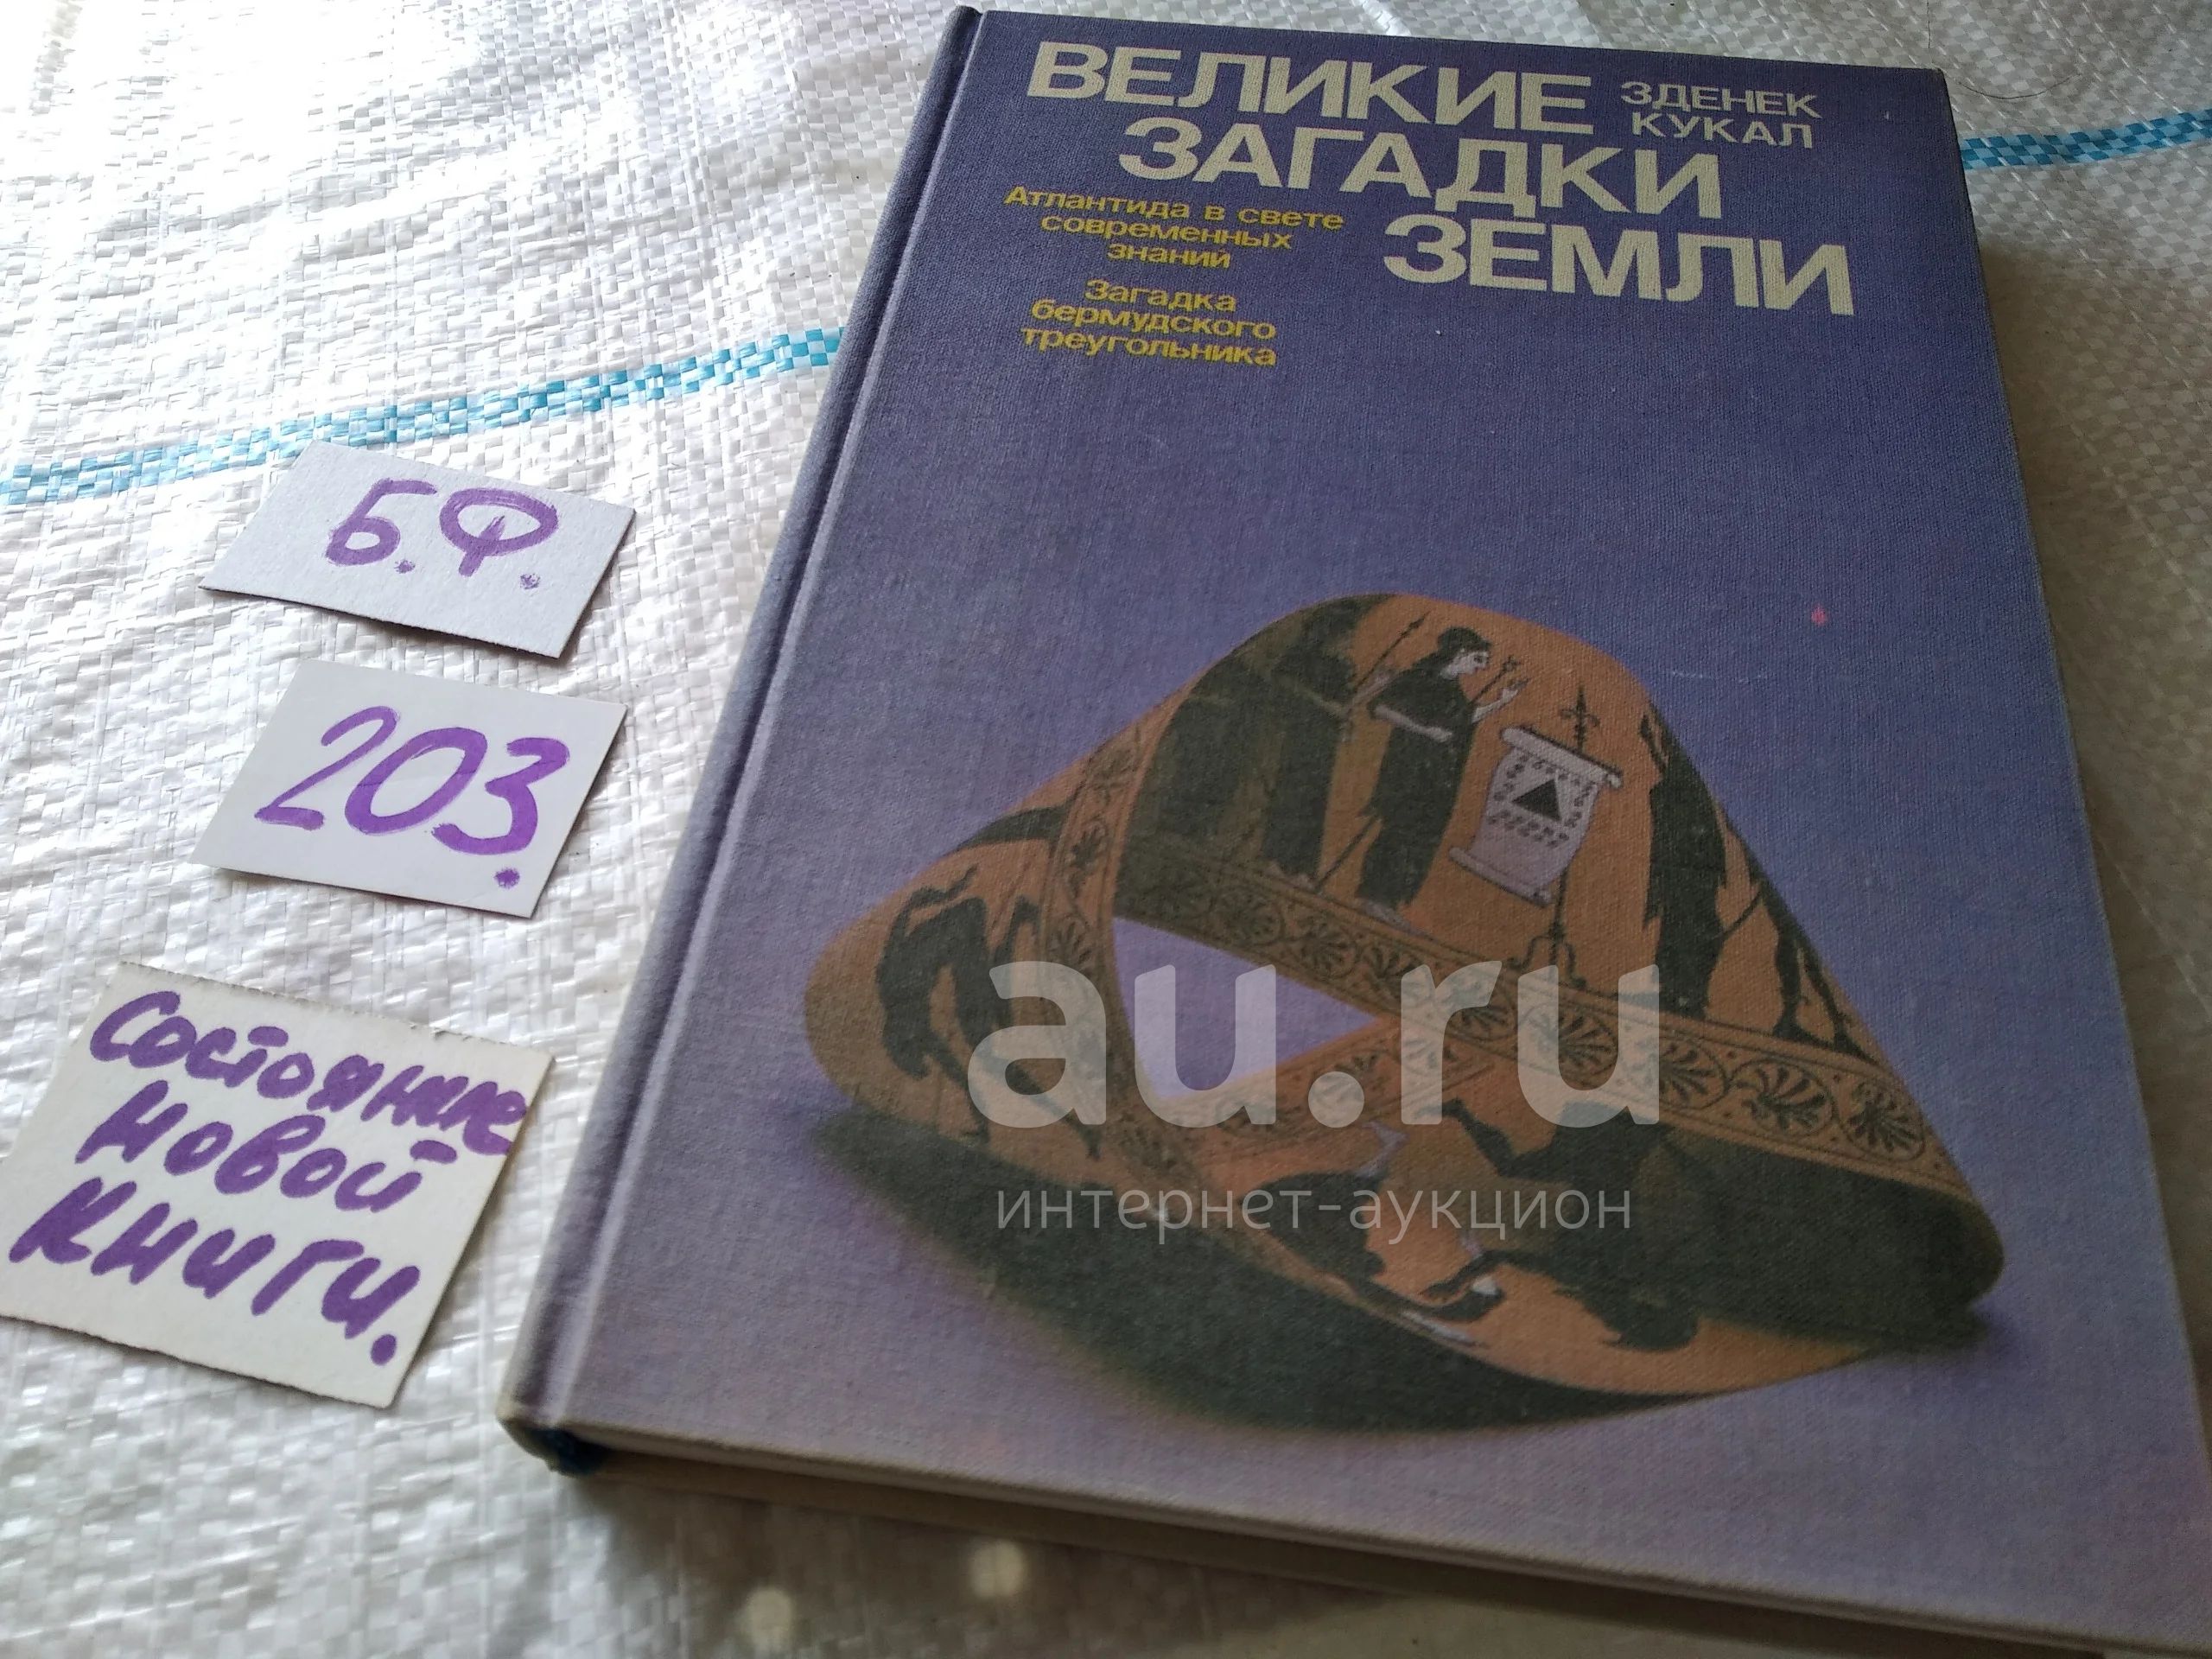 ВЕЛИКИЕ
ЗАГАДКИ
ЗЕМЛИ
ЗДЕНЕК
КУКАЛ
Атлантида в свете
современных
знаний
Загадка
бермудского
треугольника
Б.Ф.
203.
Состояние
новой
книги.
au.ru
интернет-аукцион